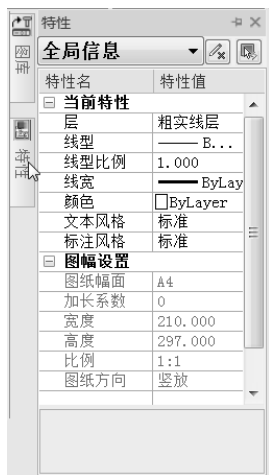 特性
全局信息
特性名 特性值
当前特性
层 粗实线层
线型 B...
线型比例 1.000
线宽 ByLay
颜色 ByLayer
文本风格 标准
标注风格 标准
图幅设置
图纸幅面 A4
加长系数 0
宽度 210.000
高度 297.000
比例 1:1
图纸方向 竖放